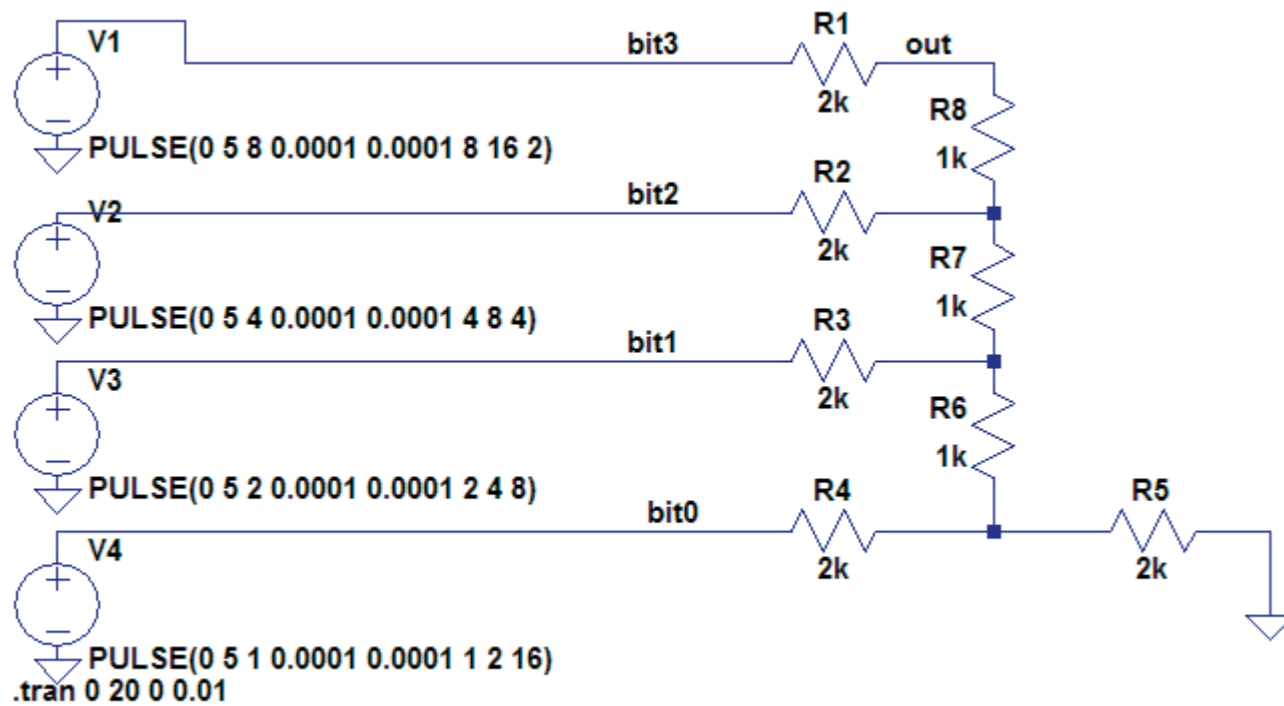 V1
bit3
R1
2k
out
R8
1k
PULSE(0 5 8 0.0001 0.0001 8 16 2)
V2
bit2
R2
2k
R7
1k
PULSE(0 5 4 0.0001 0.0001 4 8 4)
V3
bit1
R3
2k
R6
1k
PULSE(0 5 2 0.0001 0.0001 2 4 8)
V4
bit0
R4
2k
R5
2k
PULSE(0 5 1 0.0001 0.0001 1 2 16)
.tran 0 20 0 0.01